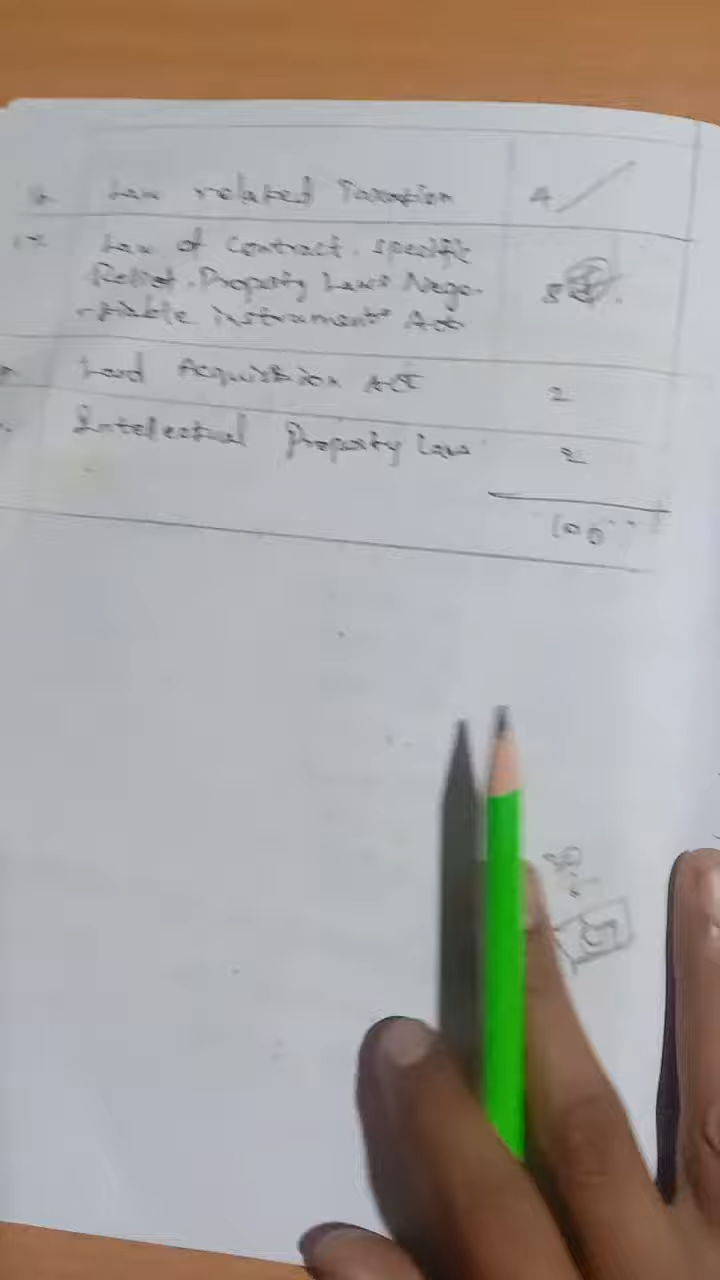 Law related Taxation 4
Law of Contract. Specific
Relief. Property Laws Nego-
-tiable instruments Act 8
Land Acquisition Act 2
Intelectual Property Law 2
100